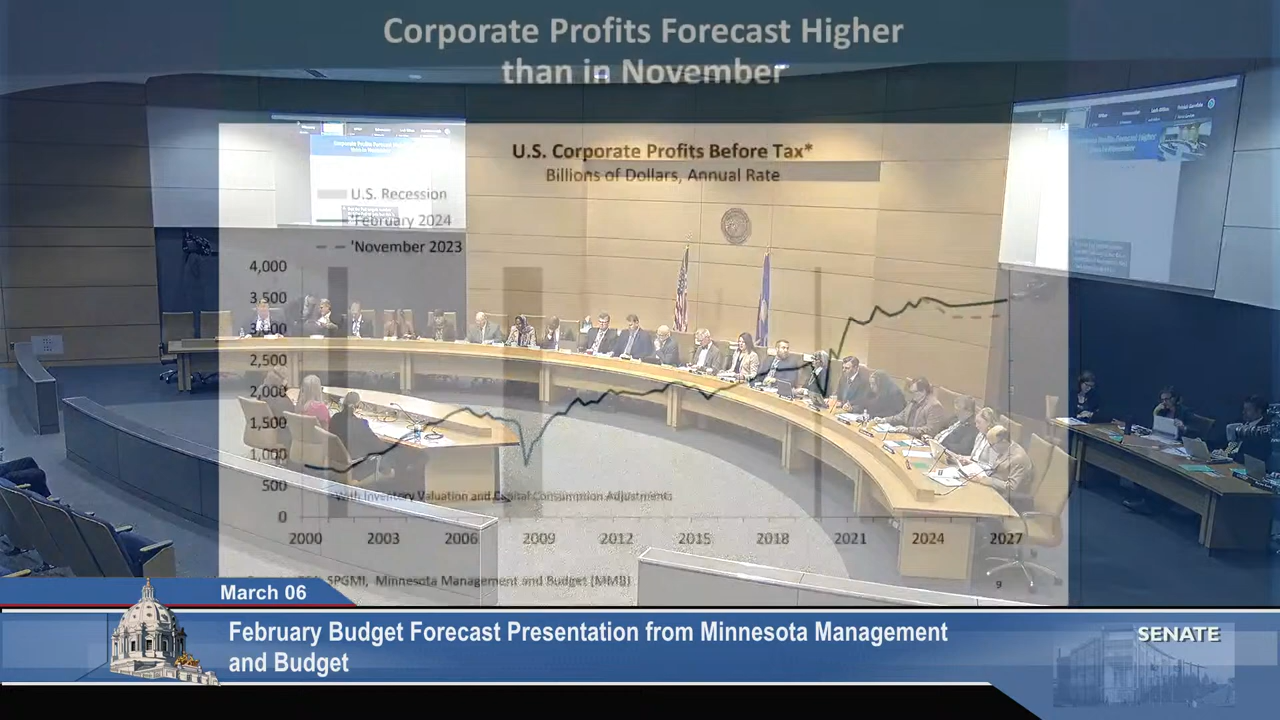 Corporate Profits Forecast Higher
than in November
U.S. Corporate Profits Before Tax*
Billions of Dollars, Annual Rate
U.S. Recession
'February 2024
'November 2023
4,000
3,500
3,000
2,500
2,000
1,500
1,000
500
0
*With Inventory Valuation and Capital Consumption Adjustments
2000 2003 2006 2009 2012 2015 2018 2021 2024 2027
SPGMI, Minnesota Management and Budget (MMB)
9
March 06
February Budget Forecast Presentation from Minnesota Management
and Budget
SENATE